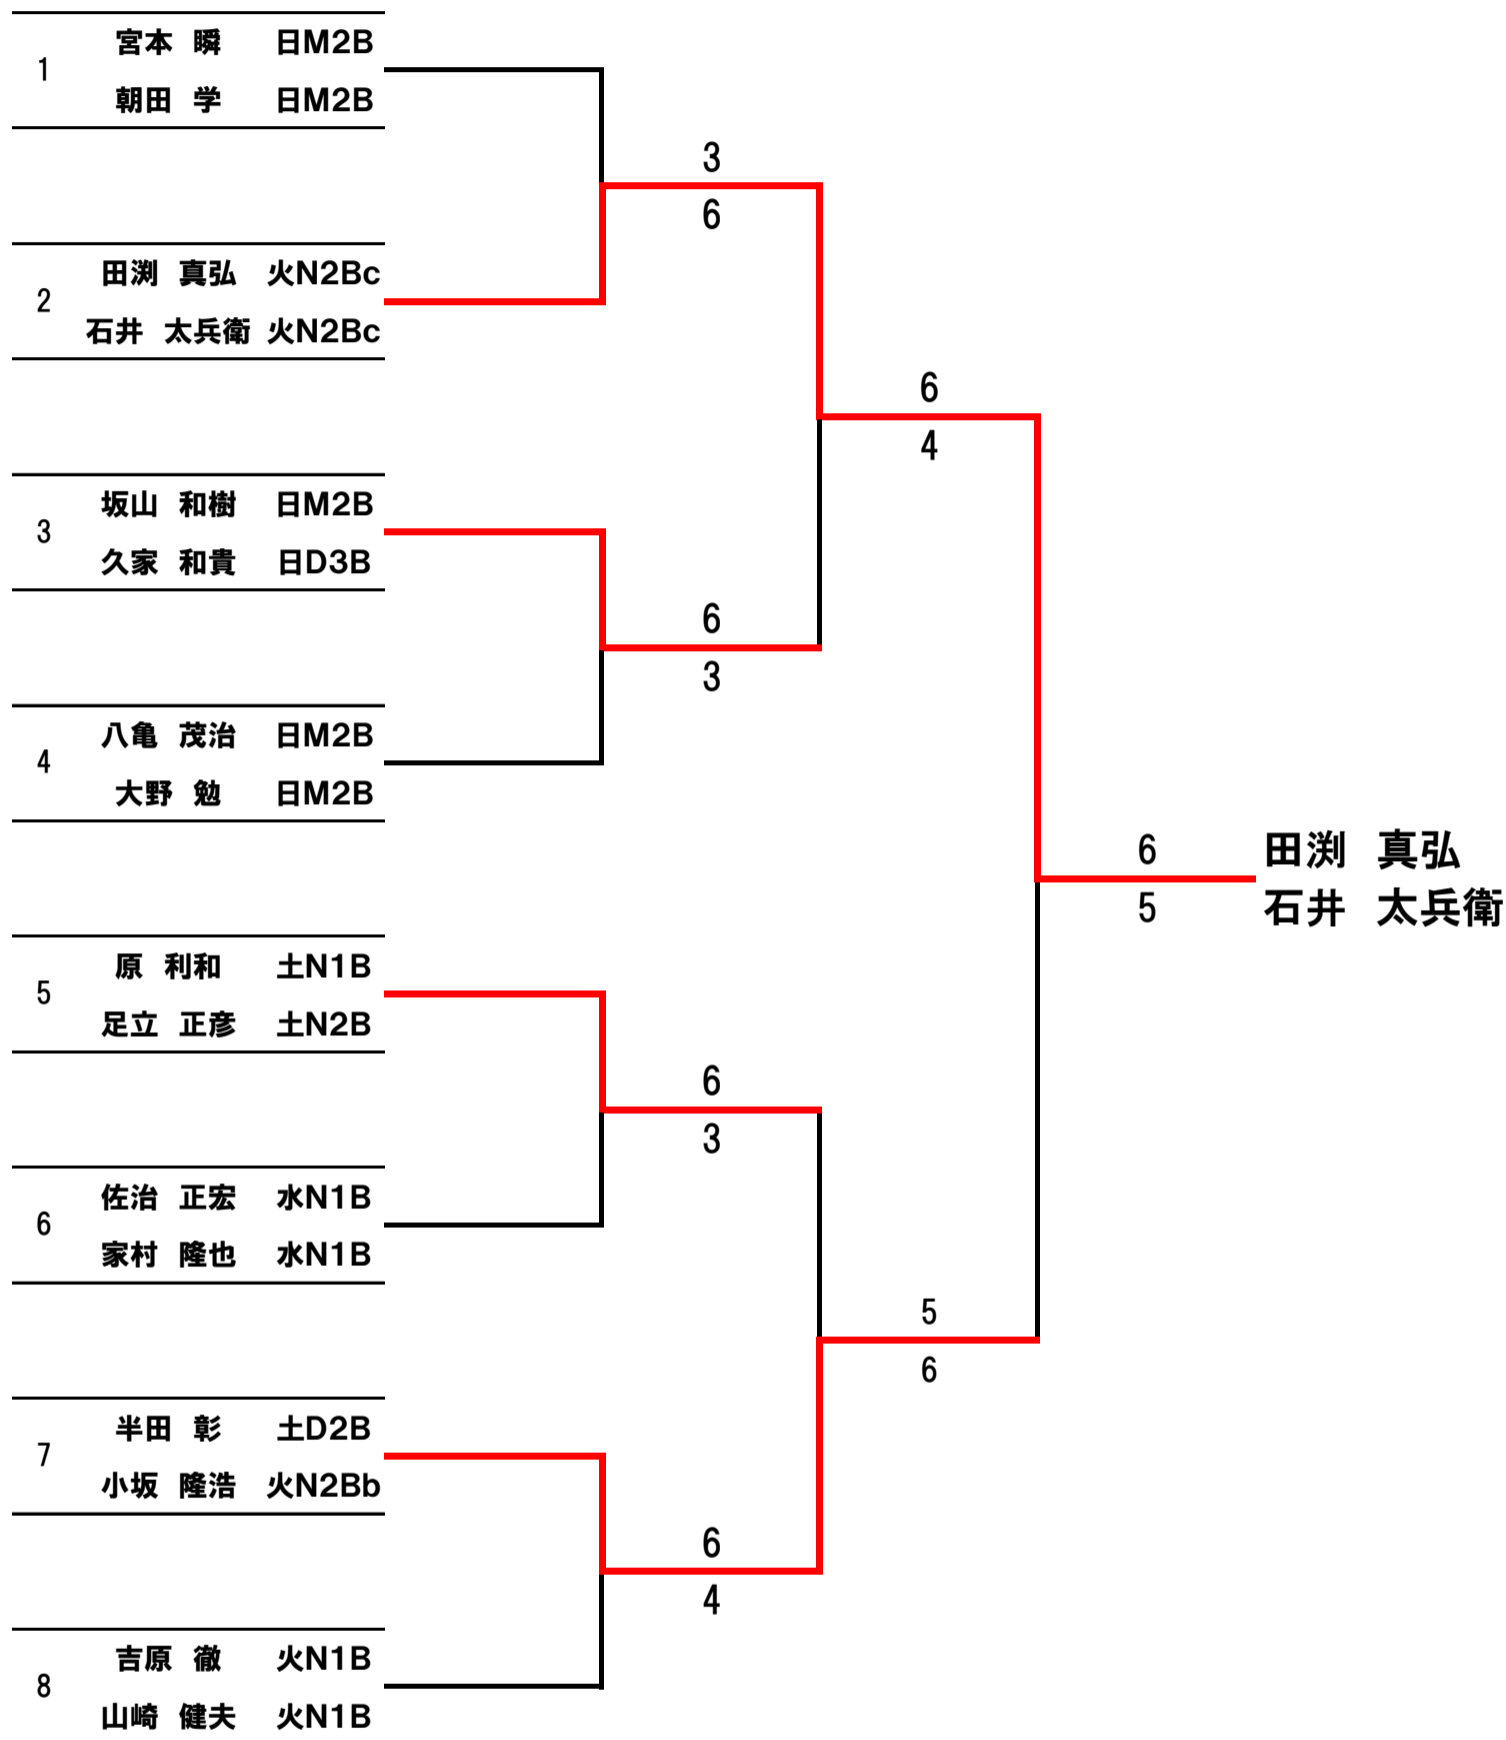 宮本 瞬 日M2B
1
朝田 学 日M2B
3
6
田渕 真弘 火N2Bc
2
石井 太兵衛 火N2Bc
6
4
坂山 和樹 日M2B
3
久家 和貴 日D3B
6
3
八亀 茂治 日M2B
4
大野 勉 日M2B
6 田渕 真弘
5 石井 太兵衛
原 利和 土N1B
5
足立 正彦 土N2B
6
3
佐治 正宏 水N1B
6
家村 隆也 水N1B
5
6
半田 彰 土D2B
7
小坂 隆浩 火N2Bb
6
4
吉原 徹 火N1B
8
山崎 健夫 火N1B